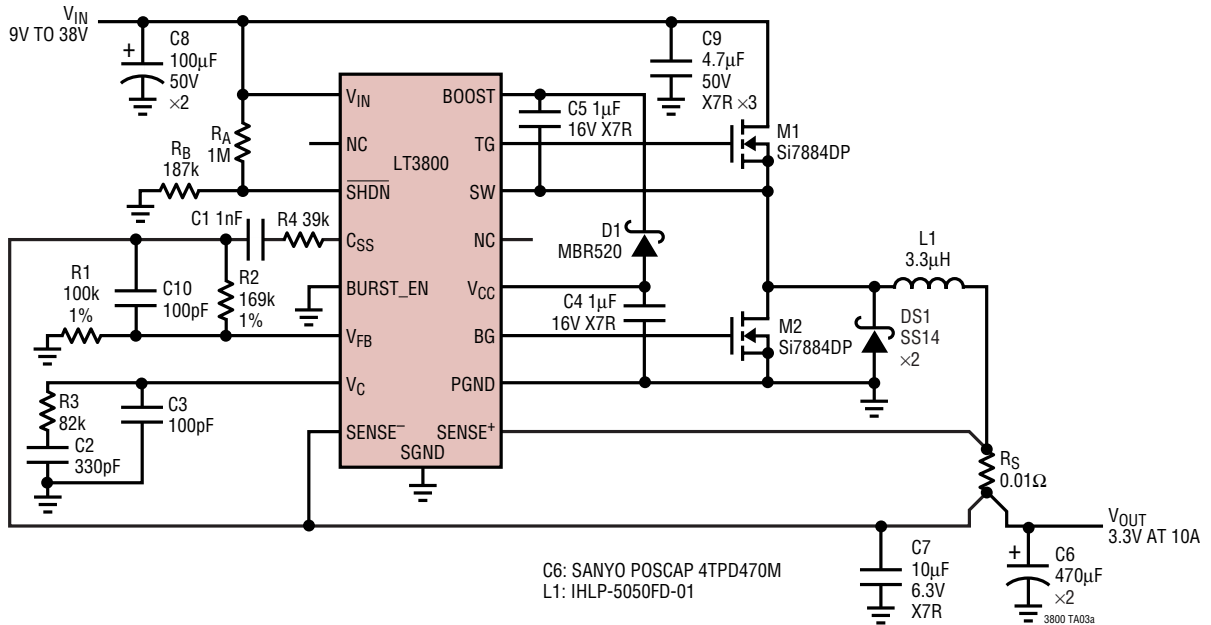 VIN
9V TO 38V
C8
100µF
50V
×2
C9
4.7µF
50V
X7R ×3
RA
1M
RB
187k
VIN
NC
SHDN
CSS
BURST_EN
VFB
VC
SENSE–
LT3800
SGND
BOOST
TG
SW
NC
VCC
BG
PGND
SENSE+
C5 1µF
16V X7R
M1
Si7884DP
D1
MBR520
C4 1µF
16V X7R
M2
Si7884DP
L1
3.3µH
DS1
SS14
×2
C1 1nF
R4 39k
R1
100k
1%
C10
100pF
R2
169k
1%
R3
82k
C2
330pF
C3
100pF
RS
0.01Ω
VOUT
3.3V AT 10A
C7
10µF
6.3V
X7R
C6
470µF
×2
C6: SANYO POSCAP 4TPD470M
L1: IHLP-5050FD-01
3800 TA03a